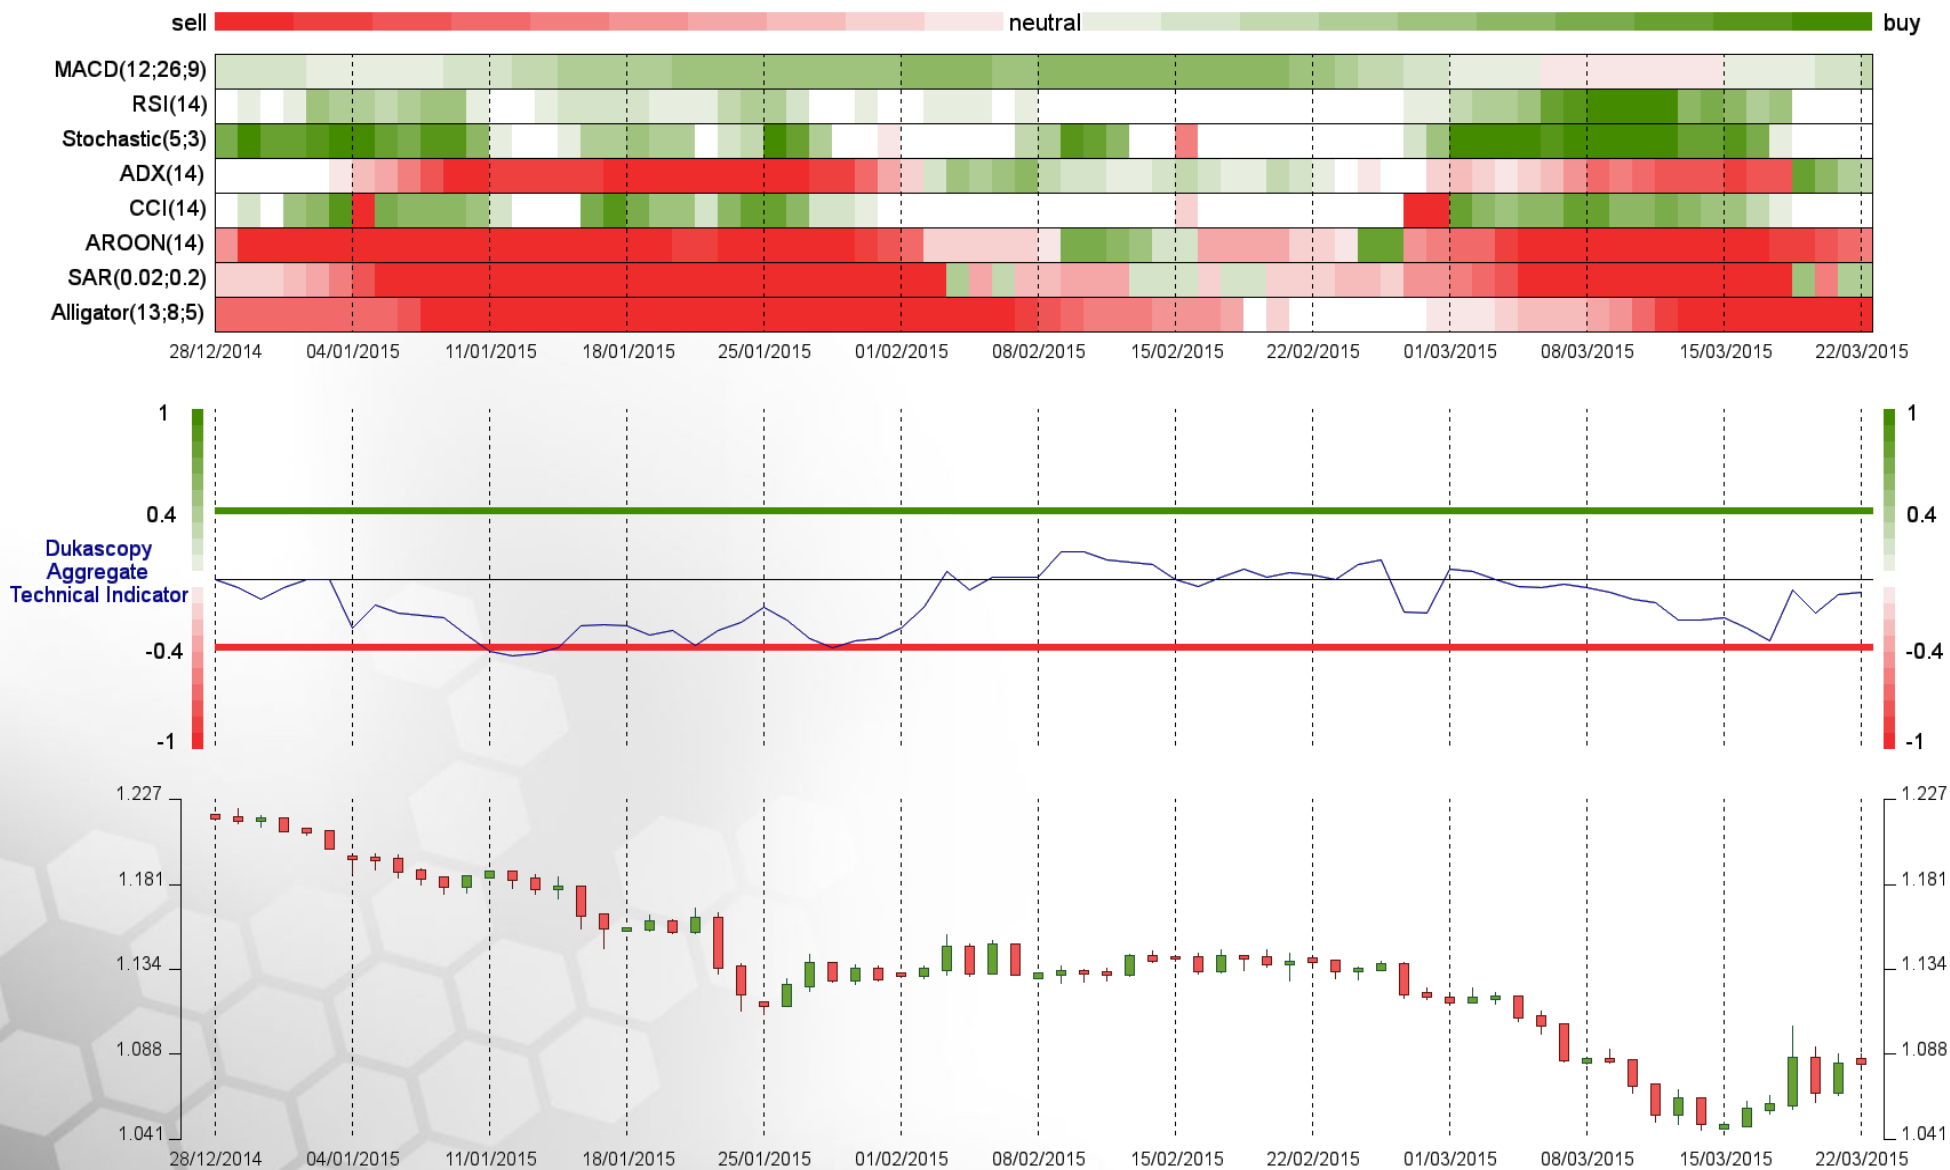 sell neutral buy
MACD(12;26;9)
RSI(14)
Stochastic(5;3)
ADX(14)
CCI(14)
AROON(14)
SAR(0.02;0.2)
Alligator(13;8;5)
28/12/2014 04/01/2015 11/01/2015 18/01/2015 25/01/2015 01/02/2015 08/02/2015 15/02/2015 22/02/2015 01/03/2015 08/03/2015 15/03/2015 22/03/2015
1 1
0.4 0.4
Dukascopy
Aggregate
Technical Indicator
-0.4 -0.4
-1 -1
1.227 1.227
1.181 1.181
1.134 1.134
1.088 1.088
1.041 1.041
28/12/2014 04/01/2015 11/01/2015 18/01/2015 25/01/2015 01/02/2015 08/02/2015 15/02/2015 22/02/2015 01/03/2015 08/03/2015 15/03/2015 22/03/2015